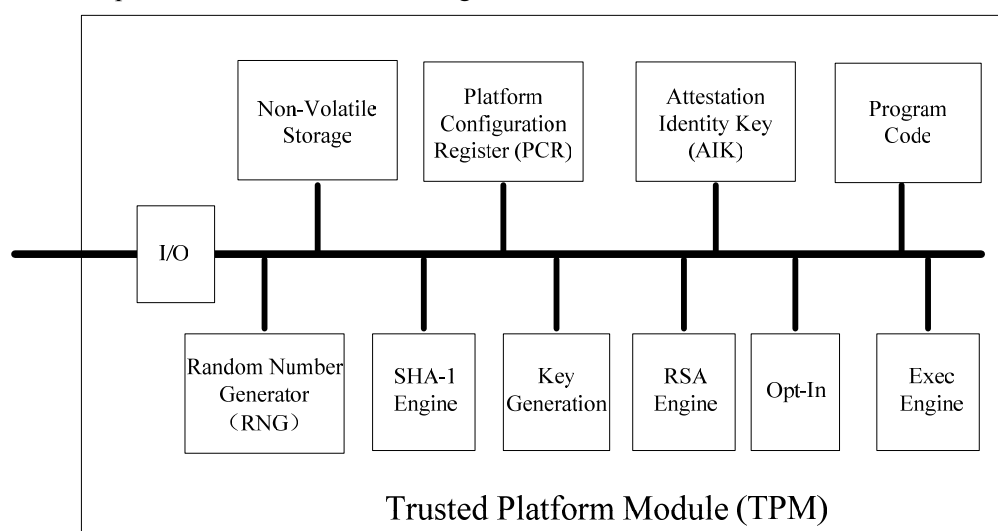 Non-Volatile
Storage
Platform
Configuration
Register (PCR)
Attestation
Identity Key
(AIK)
Program
Code
I/O
Random Number
Generator
（RNG）
SHA-1
Engine
Key
Generation
RSA
Engine
Opt-In
Exec
Engine
Trusted Platform Module (TPM)